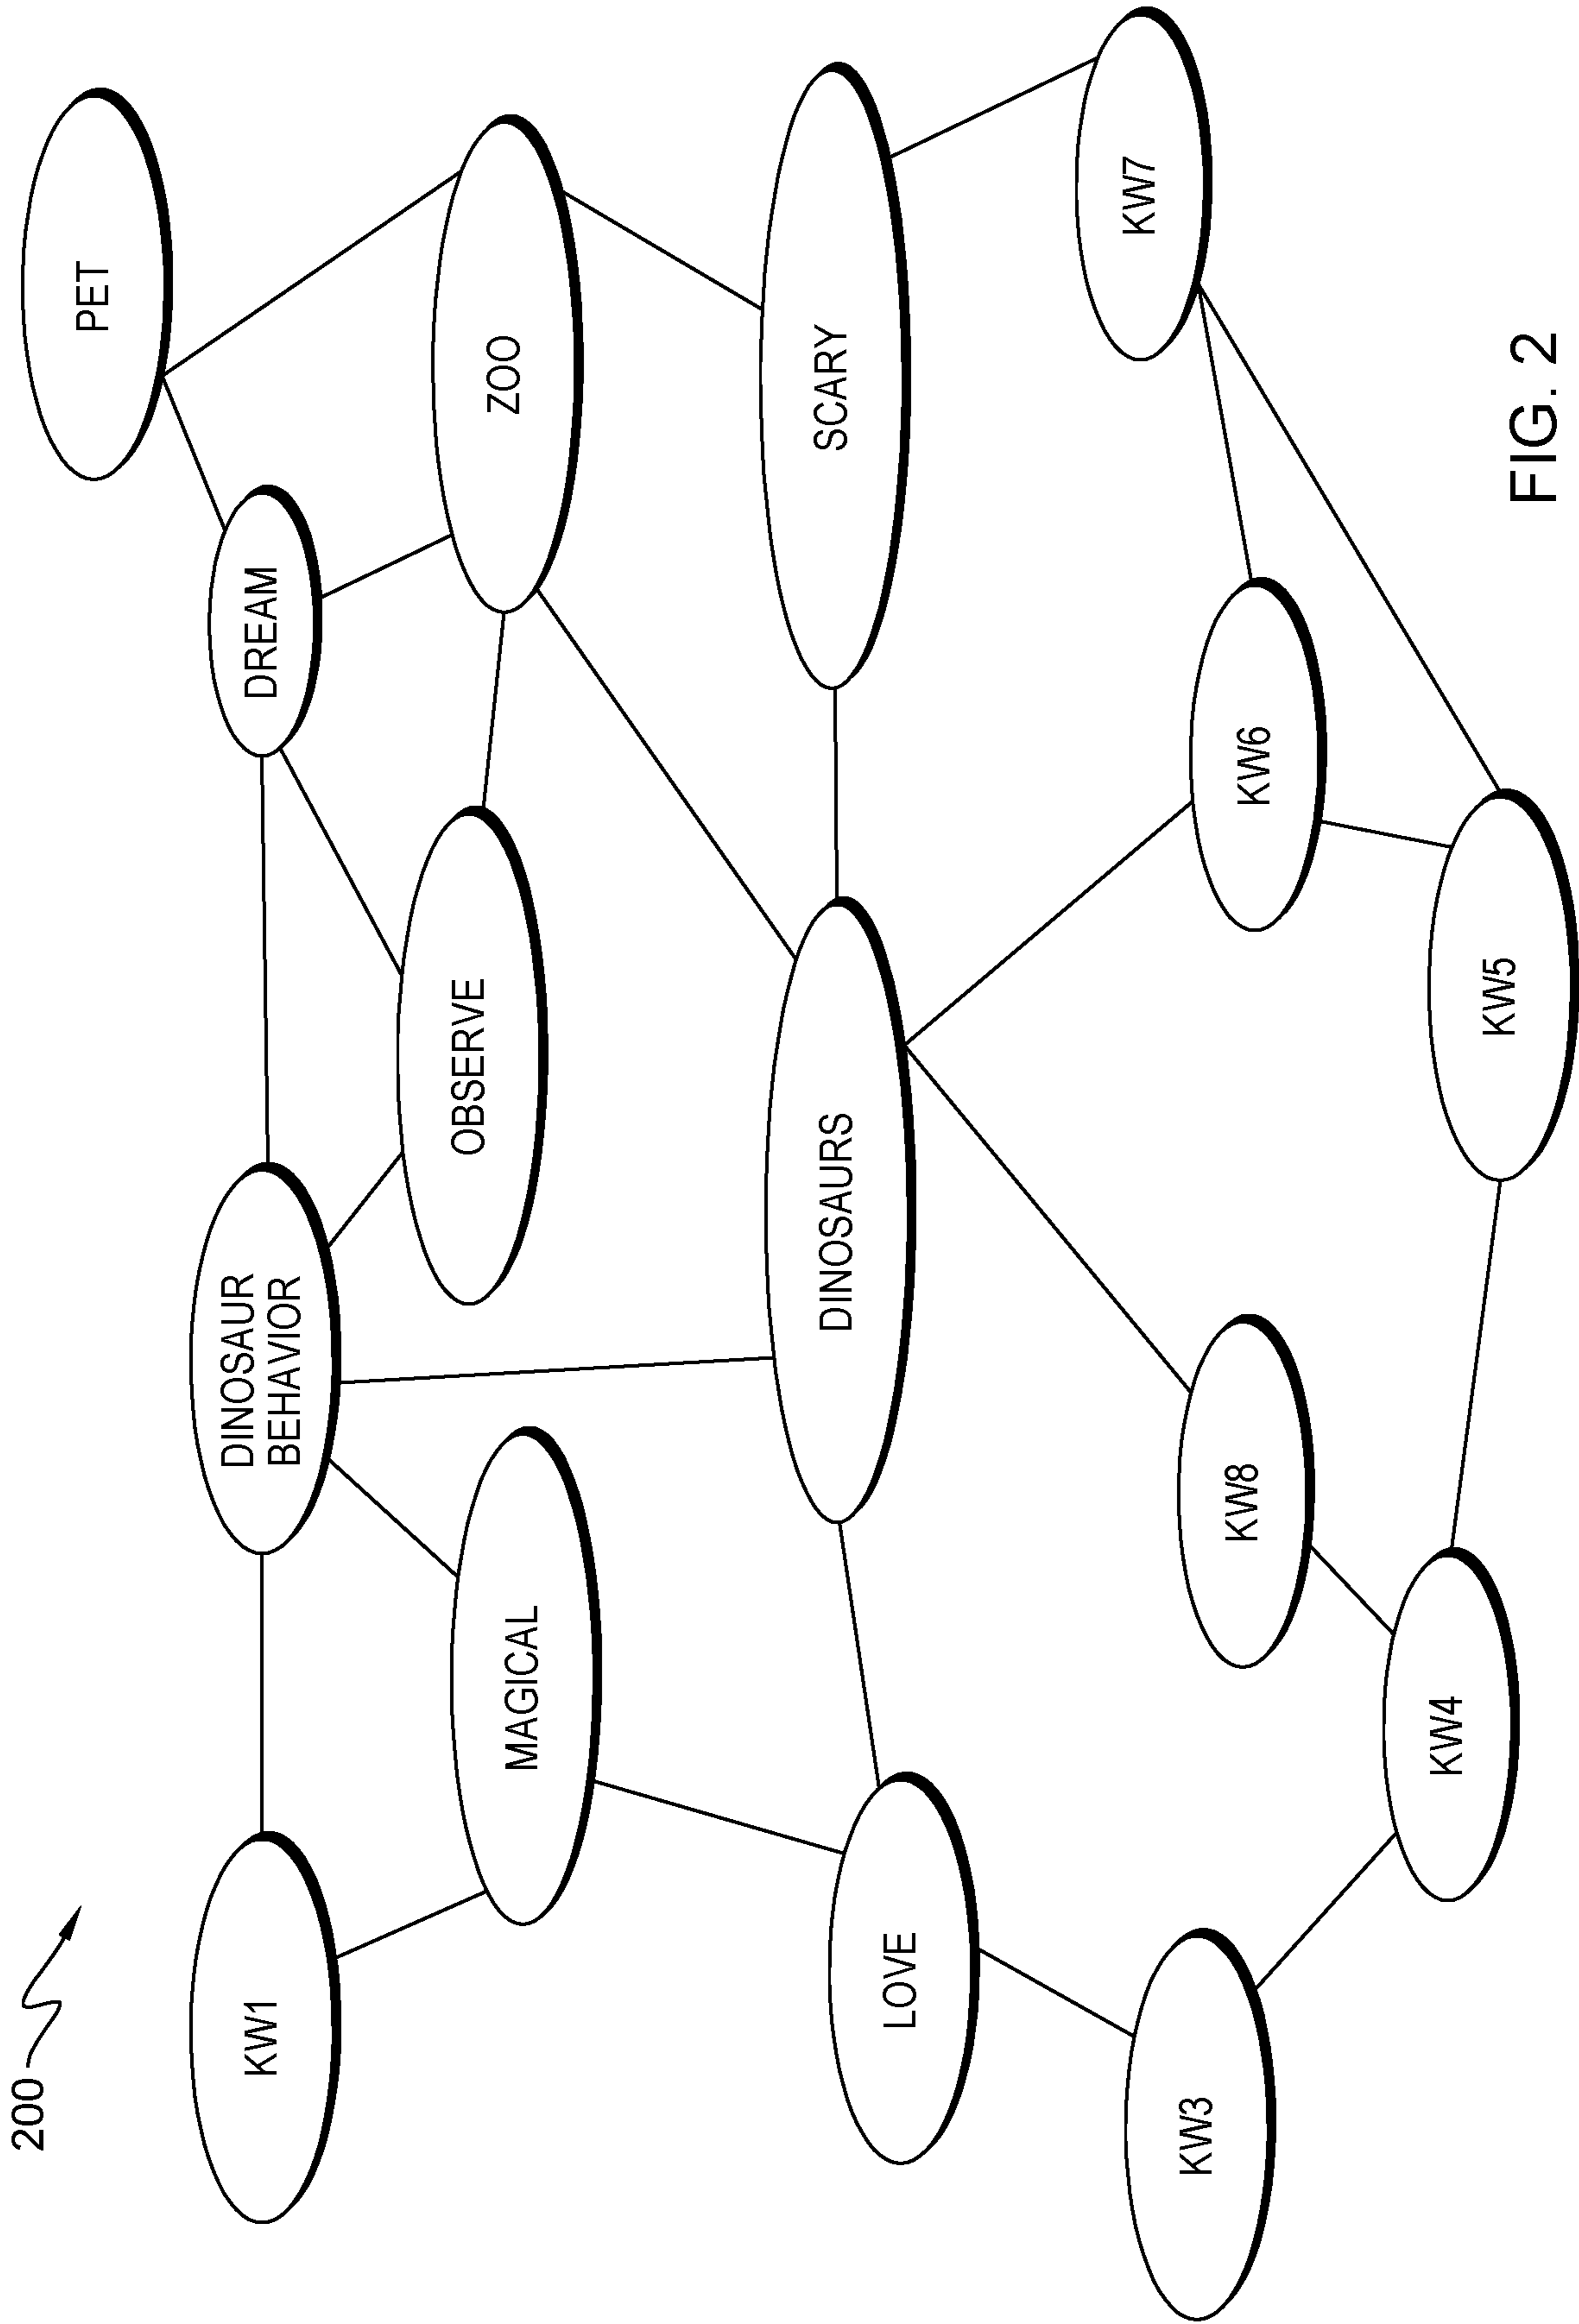 200
KW1
DINOSAUR
BEHAVIOR
DREAM
PET
MAGICAL
OBSERVE
ZOO
LOVE
DINOSAURS
SCARY
KW3
KW8
KW6
KW7
KW4
KW5
FIG. 2